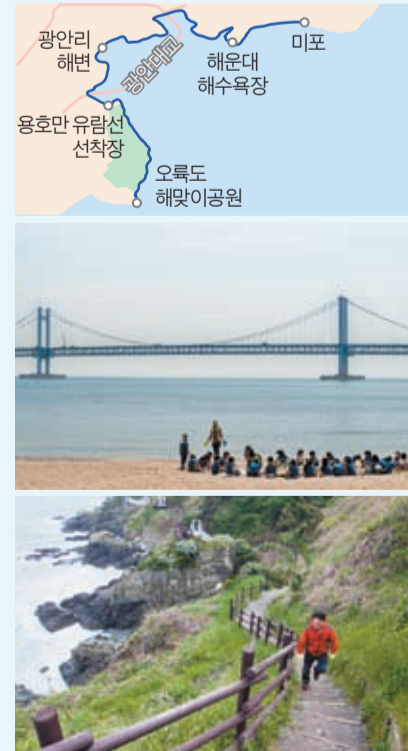 광안리
해변
광안대교
해운대
해수욕장
미포
용호만 유람선
선착장
오륙도
해맞이공원